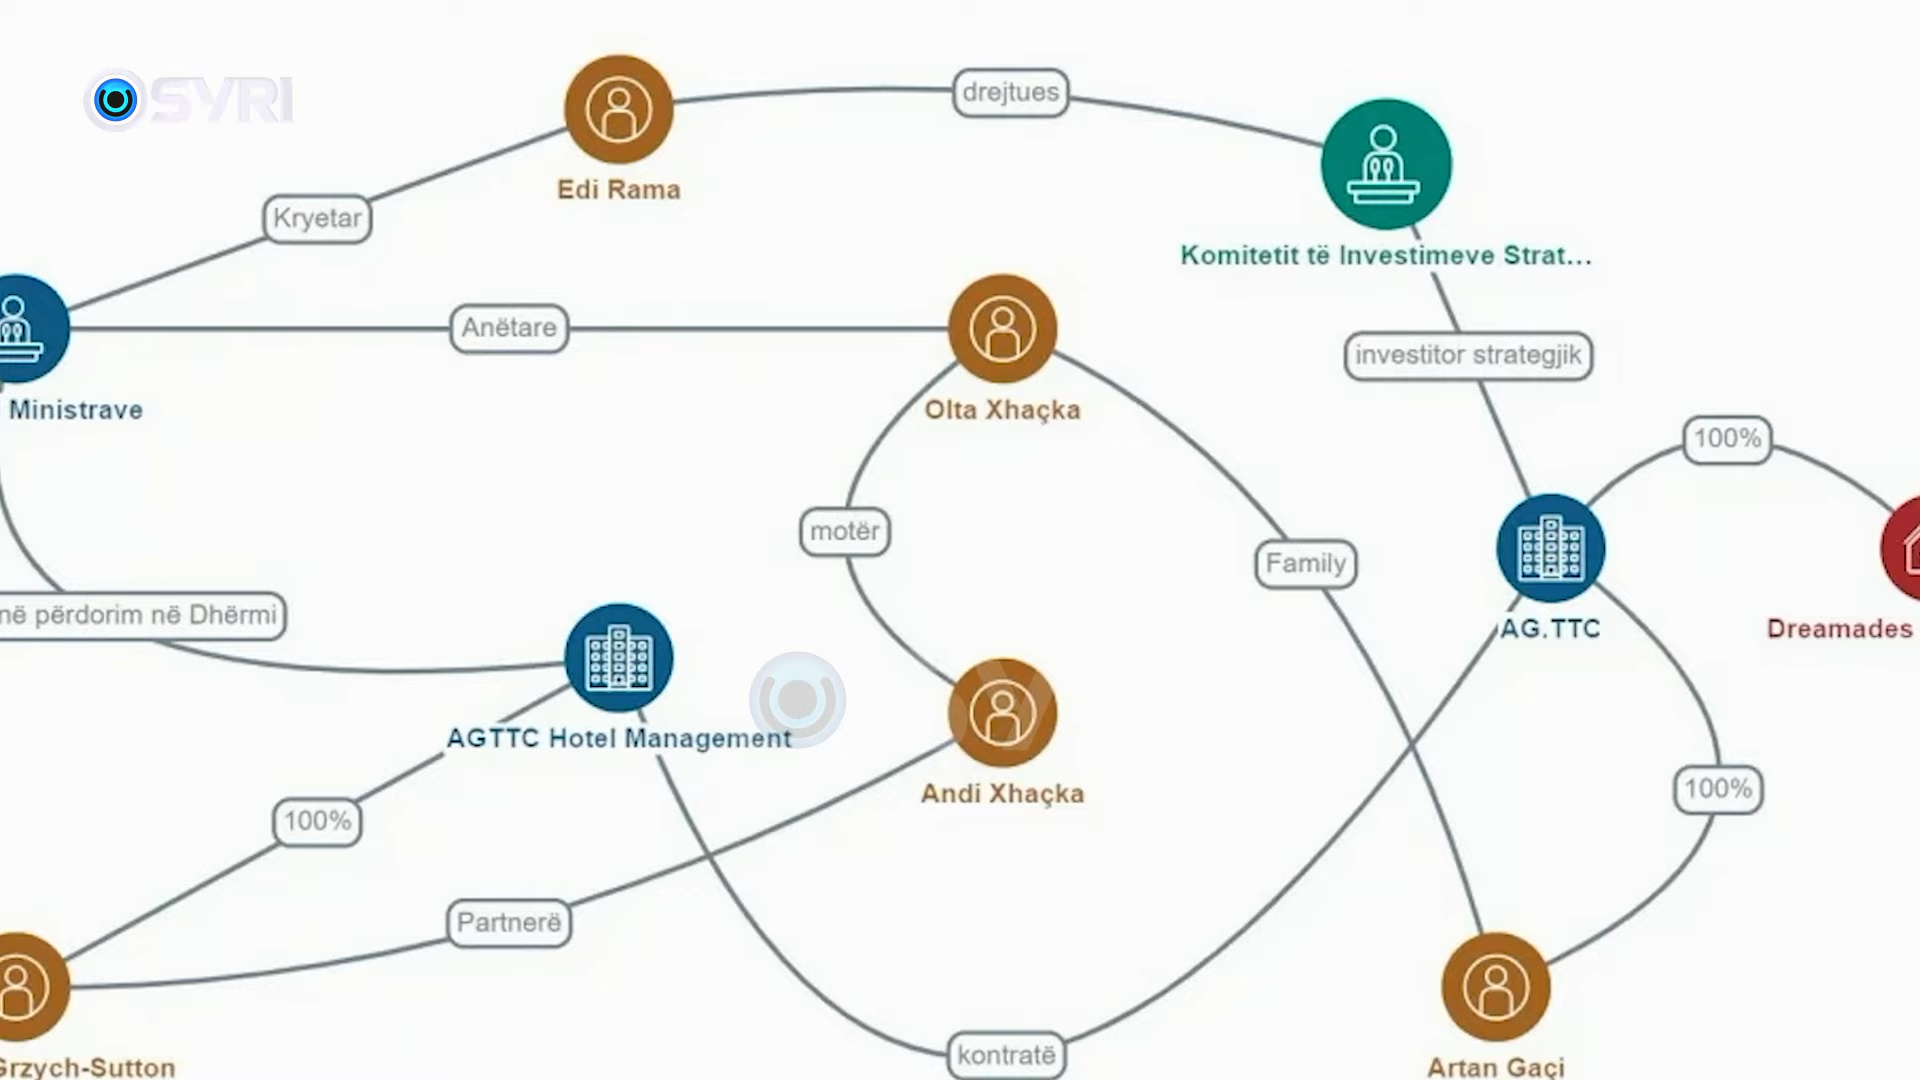 SYRI
drejtues
Edi Rama
Kryetar
Komitetit të Investimeve Strat...
Anëtare
investitor strategjik
Ministrave
Olta Xhaçka
100%
motër
Family
në përdorim në Dhërmi
AG.TTC
Dreamades
AGTTC Hotel Management
Andi Xhaçka
100%
100%
Partnerë
kontratë
Grzych-Sutton
Artan Gaçi